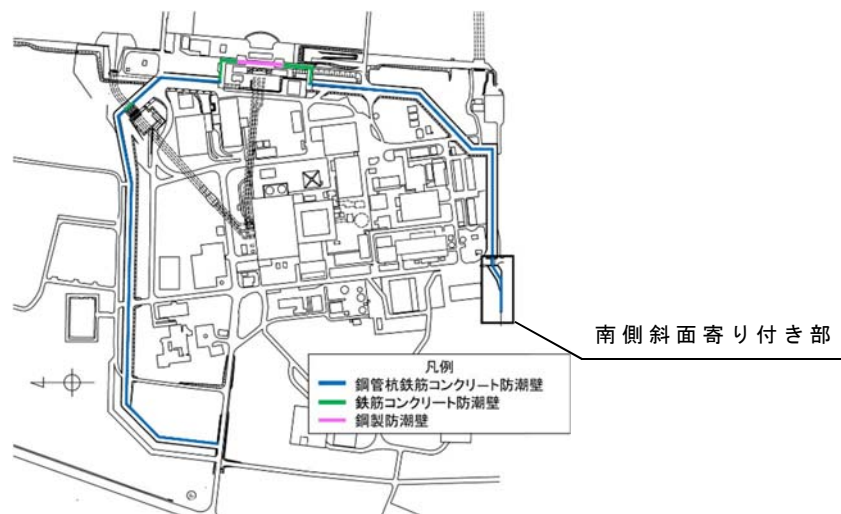 南側斜面寄り付き部
凡例
鋼管杭鉄筋コンクリート防潮壁
鉄筋コンクリート防潮壁
鋼製防潮壁